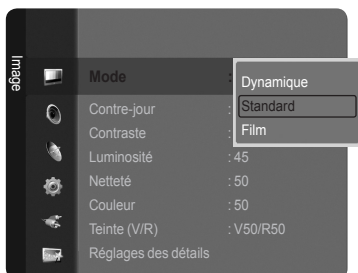 Image
Mode :
Dynamique
Standard
Film
Contre-jour :
Contraste :
Luminosité : 45
Netteté : 50
Couleur : 50
Teinte (V/R) : V50/R50
Réglages des détails